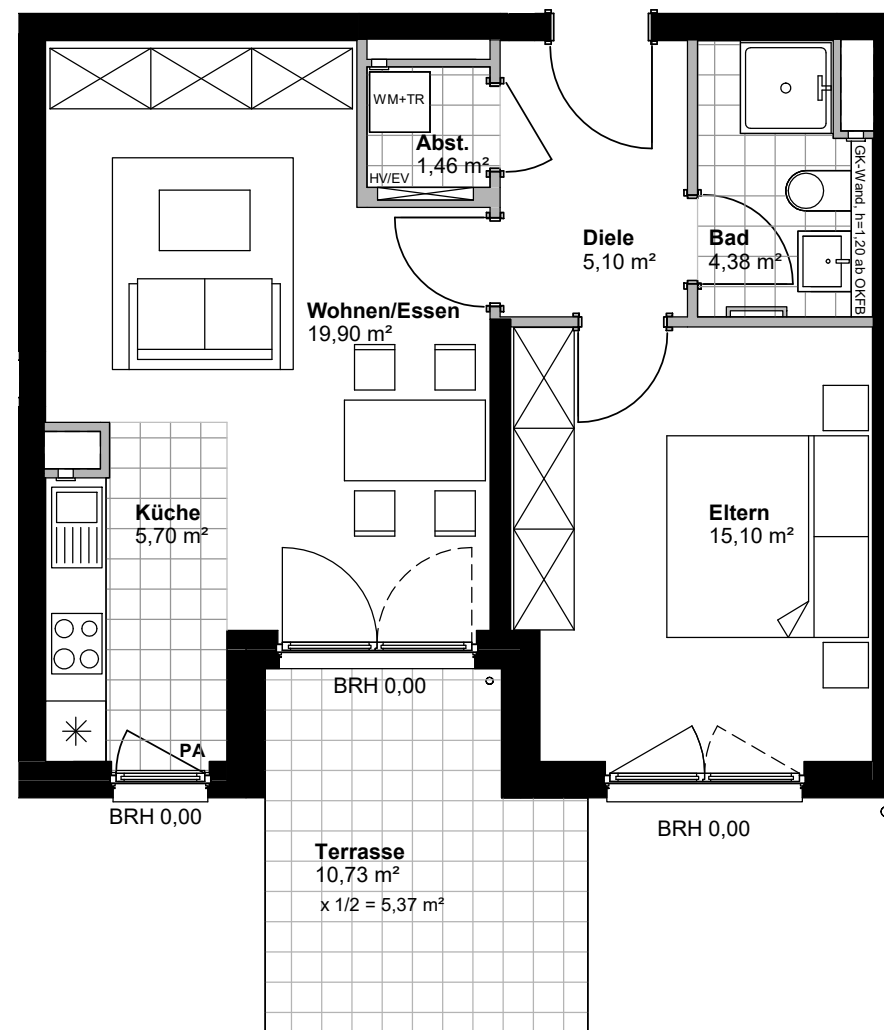 WM+TR
Abst.
1,46 m²
HV/EV
GK-Wand, h=1,20 ab OKFB
Diele
5,10 m²
Bad
4,38 m²
Wohnen/Essen
19,90 m²
Küche
5,70 m²
Eltern
15,10 m²
BRH 0,00
PA
BRH 0,00
BRH 0,00
Terrasse
10,73 m²
x 1/2 = 5,37 m²